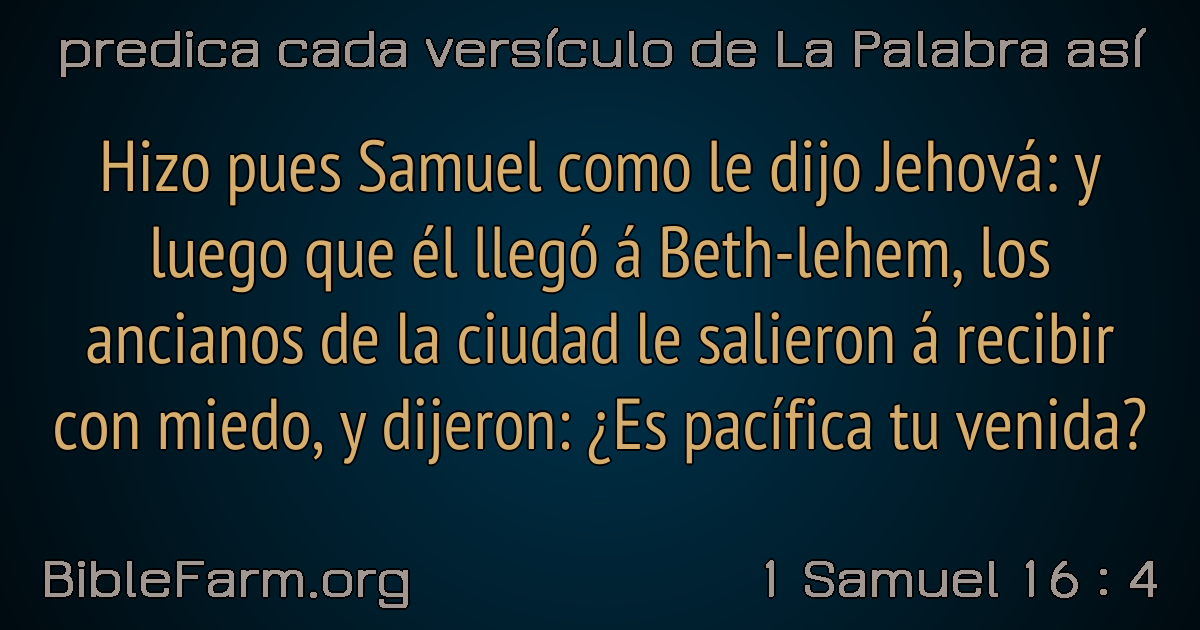 predica cada versículo de La Palabra así
Hizo pues Samuel como le dijo Jehová: y
luego que él llegó á Beth-lehem, los
ancianos de la ciudad le salieron á recibir
con miedo, y dijeron: ¿Es pacífica tu venida?
BibleFarm.org
1 Samuel 16 : 4